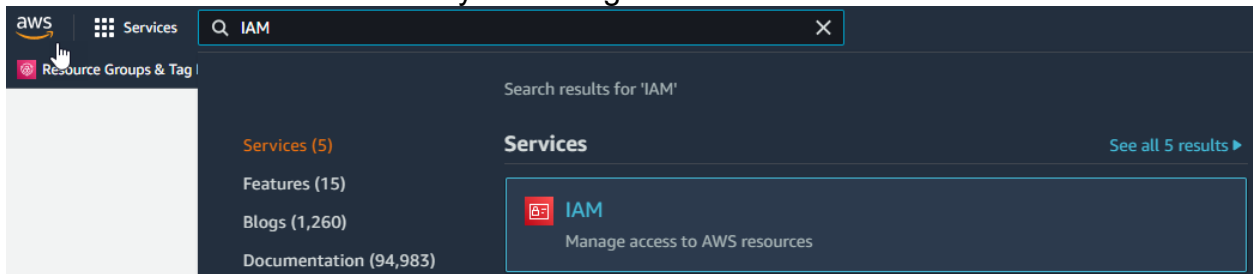 aws Services IAM
Resource Groups & Tag
Search results for 'IAM'
Services (5)
Features (15)
Blogs (1,260)
Documentation (94,983)
Services See all 5 results
IAM
Manage access to AWS resources